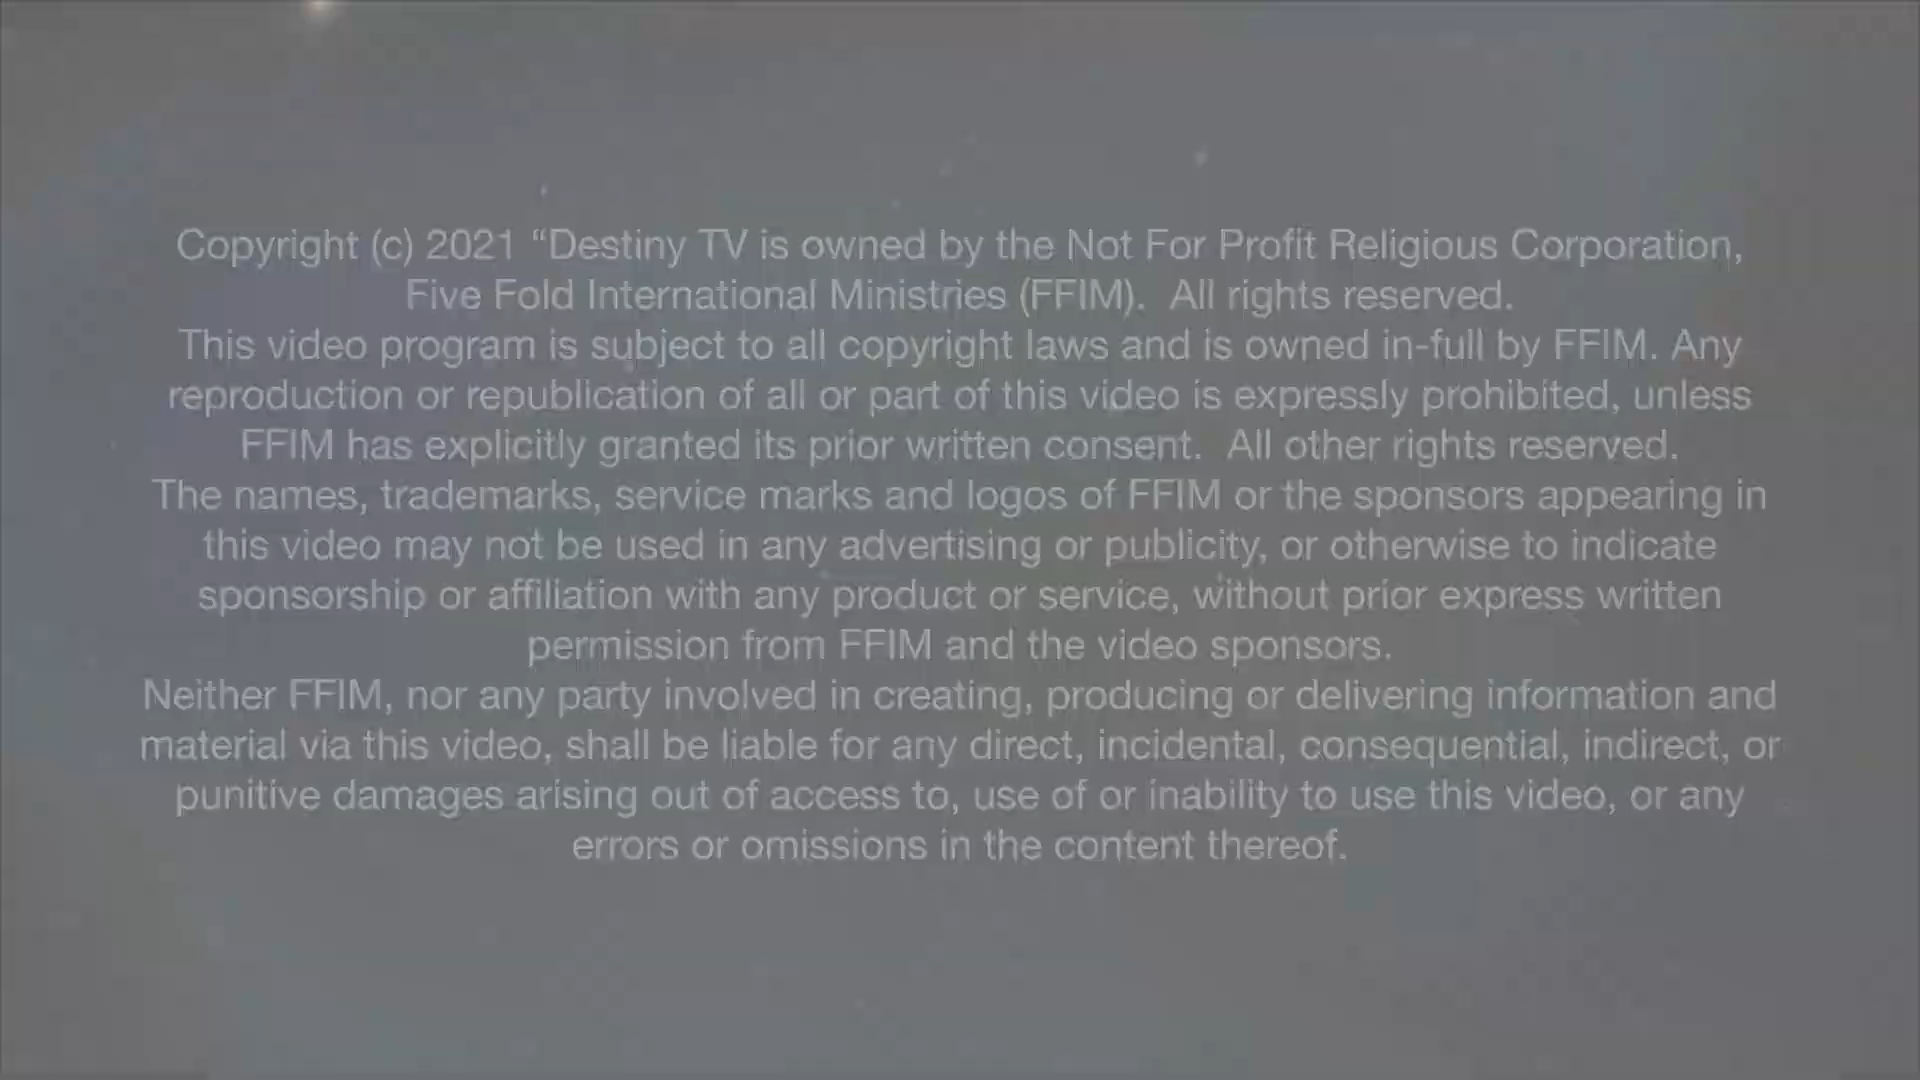 Copyright (c) 2021 “Destiny TV is owned by the Not For Profit Religious Corporation,
Five Fold International Ministries (FFIM).  All rights reserved.
This video program is subject to all copyright laws and is owned in-full by FFIM. Any
reproduction or republication of all or part of this video is expressly prohibited, unless
FFIM has explicitly granted its prior written consent.  All other rights reserved.
The names, trademarks, service marks and logos of FFIM or the sponsors appearing in
this video may not be used in any advertising or publicity, or otherwise to indicate
sponsorship or affiliation with any product or service, without prior express written
permission from FFIM and the video sponsors.
Neither FFIM, nor any party involved in creating, producing or delivering information and
material via this video, shall be liable for any direct, incidental, consequential, indirect, or
punitive damages arising out of access to, use of or inability to use this video, or any
errors or omissions in the content thereof.